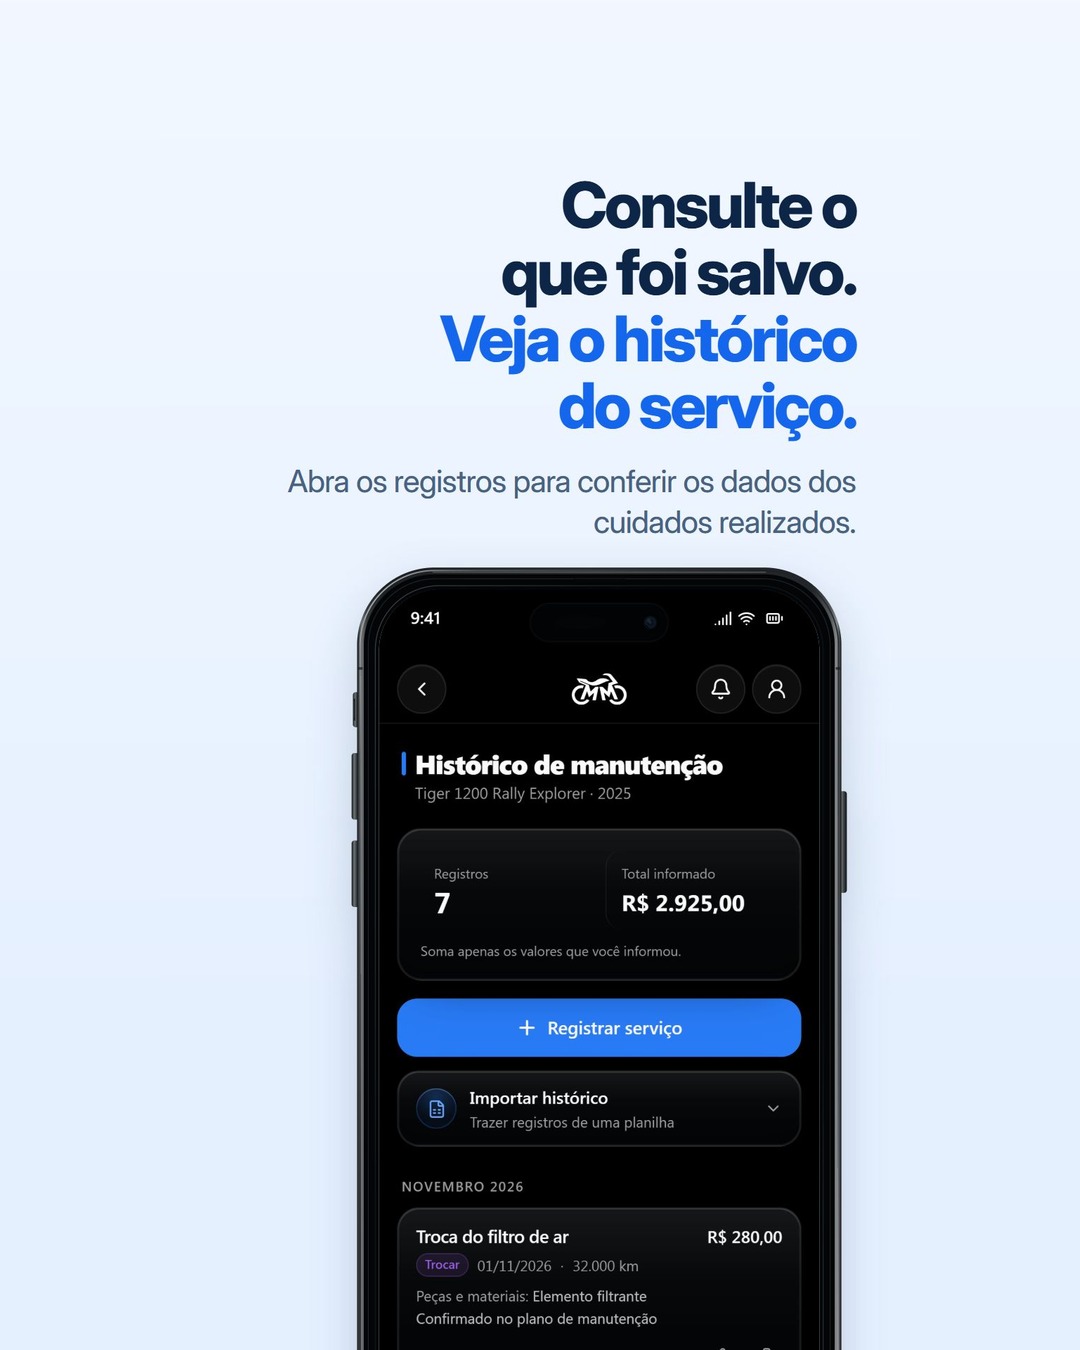 Consulte o
que foi salvo.
Veja o histórico
do serviço.
Abra os registros para conferir os dados dos
cuidados realizados.
9:41
MM
Histórico de manutenção
Tiger 1200 Rally Explorer · 2025
Registros
7
Total informado
R$ 2.925,00
Soma apenas os valores que você informou.
+ Registrar serviço
Importar histórico
Trazer registros de uma planilha
NOVEMBRO 2026
Troca do filtro de ar
R$ 280,00
Trocar 01/11/2026 · 32.000 km
Peças e materiais: Elemento filtrante
Confirmado no plano de manutenção